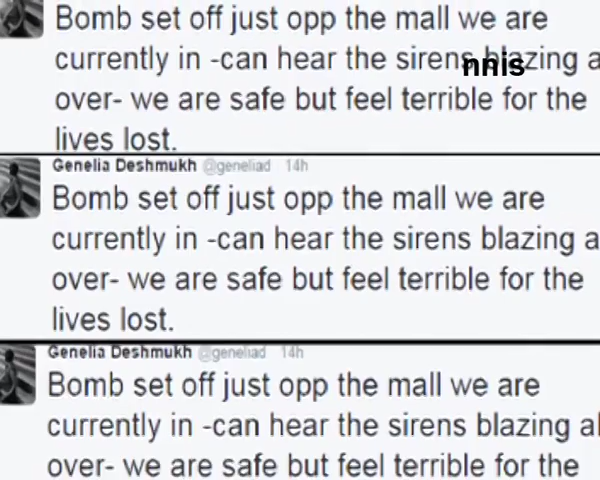 Bomb set off just opp the mall we are
currently in -can hear the sirens blazing a
nnis
over- we are safe but feel terrible for the
lives lost.
Genelia Deshmukh @geneliad 14h
Bomb set off just opp the mall we are
currently in -can hear the sirens blazing a
over- we are safe but feel terrible for the
lives lost.
Genelia Deshmukh @geneliad 14h
Bomb set off just opp the mall we are
currently in -can hear the sirens blazing al
over- we are safe but feel terrible for the